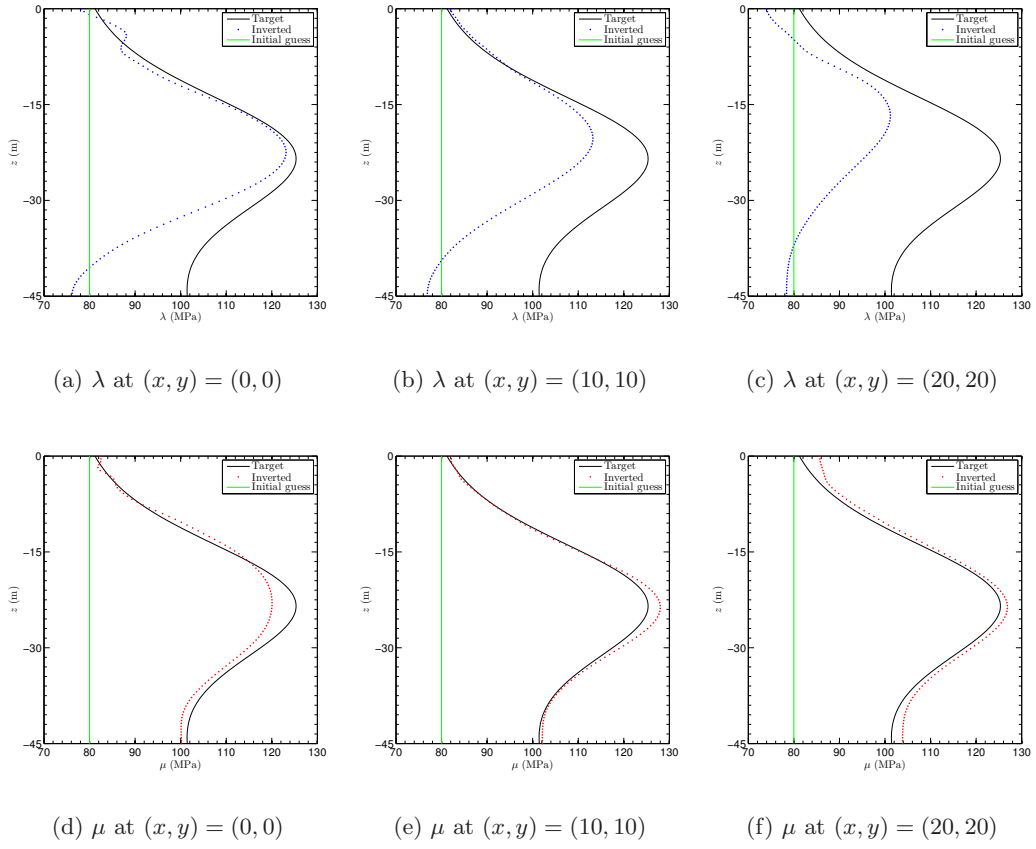 0
-15
-30
-45
z (m)
70 80 90 100 110 120 130
λ (MPa)
Target
Inverted
Initial guess
0
-15
-30
-45
z (m)
70 80 90 100 110 120 130
λ (MPa)
Target
Inverted
Initial guess
0
-15
-30
-45
z (m)
70 80 90 100 110 120 130
λ (MPa)
Target
Inverted
Initial guess
(a) λ at (x, y) = (0, 0)
(b) λ at (x, y) = (10, 10)
(c) λ at (x, y) = (20, 20)
0
-15
-30
-45
z (m)
70 80 90 100 110 120 130
μ (MPa)
Target
Inverted
Initial guess
0
-15
-30
-45
z (m)
70 80 90 100 110 120 130
μ (MPa)
Target
Inverted
Initial guess
0
-15
-30
-45
z (m)
70 80 90 100 110 120 130
μ (MPa)
Target
Inverted
Initial guess
(d) μ at (x, y) = (0, 0)
(e) μ at (x, y) = (10, 10)
(f) μ at (x, y) = (20, 20)